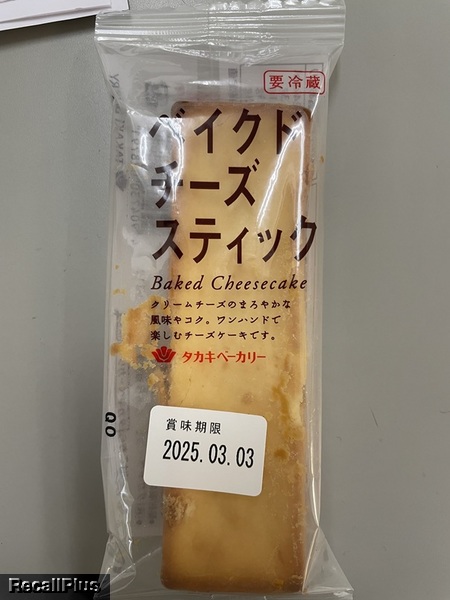 要冷蔵
ベイクド
チーズ
スティック
Baked Cheesecake
クリームチーズのまろやかな
風味やコク。ワンハンドで
楽しむチーズケーキです。
タカキベーカリー
QO
賞味期限
2025.03.03
RecallPlus